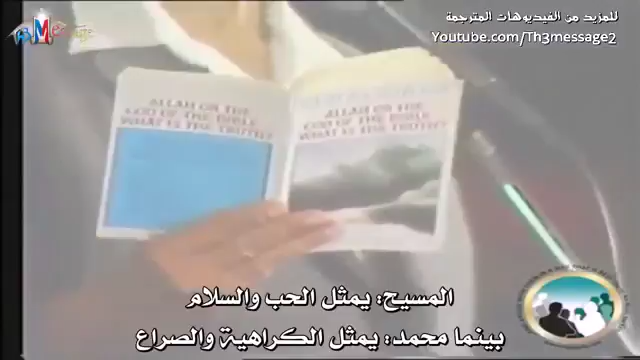 للمزيد من الفيديوهات المترجمة
Youtube.com/Th3message2
ALLAH OR THE
GOD OF THE BIBLE
WHAT IS THE TRUTH?
ALLAH OR THE
GOD OF THE BIBLE
WHAT IS THE TRUTH?
المسيح: يمثل الحب والسلام
بينما محمد: يمثل الكراهية والصراع